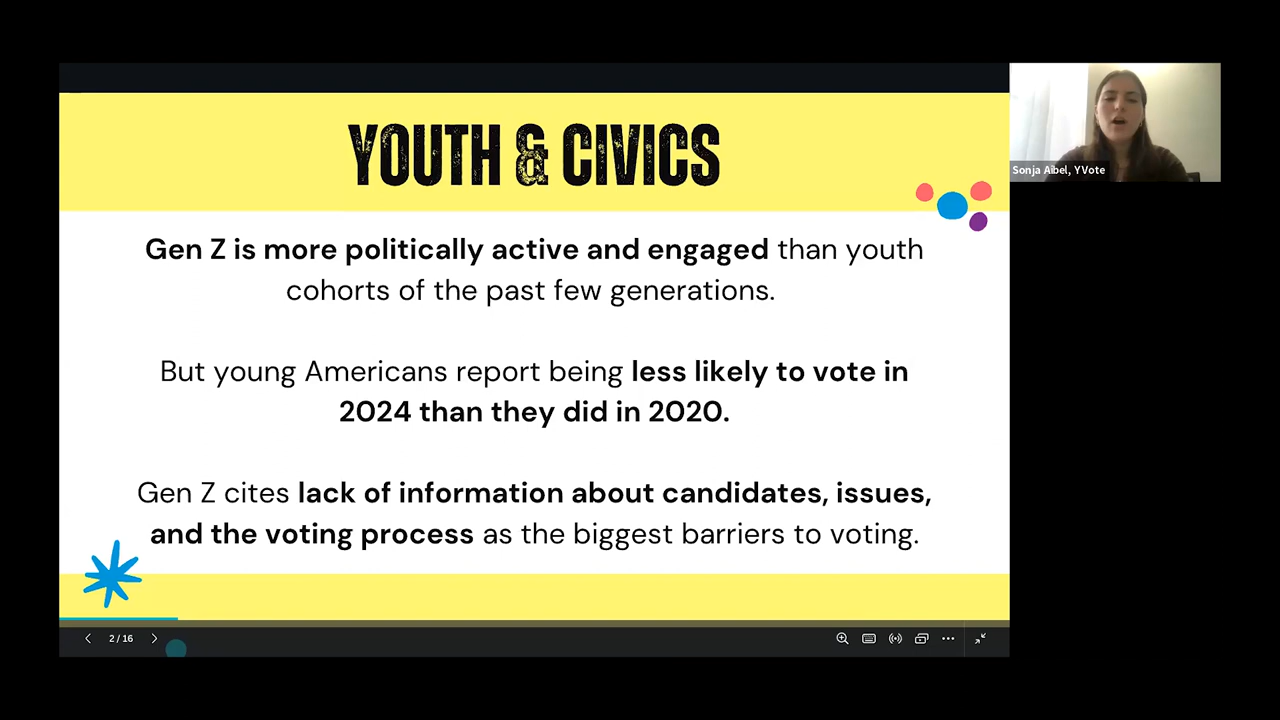 YOUTH & CIVICS
Sonja Aibel, YVote
Gen Z is more politically active and engaged than youth
cohorts of the past few generations.
But young Americans report being less likely to vote in
2024 than they did in 2020.
Gen Z cites lack of information about candidates, issues,
and the voting process as the biggest barriers to voting.
2 / 16